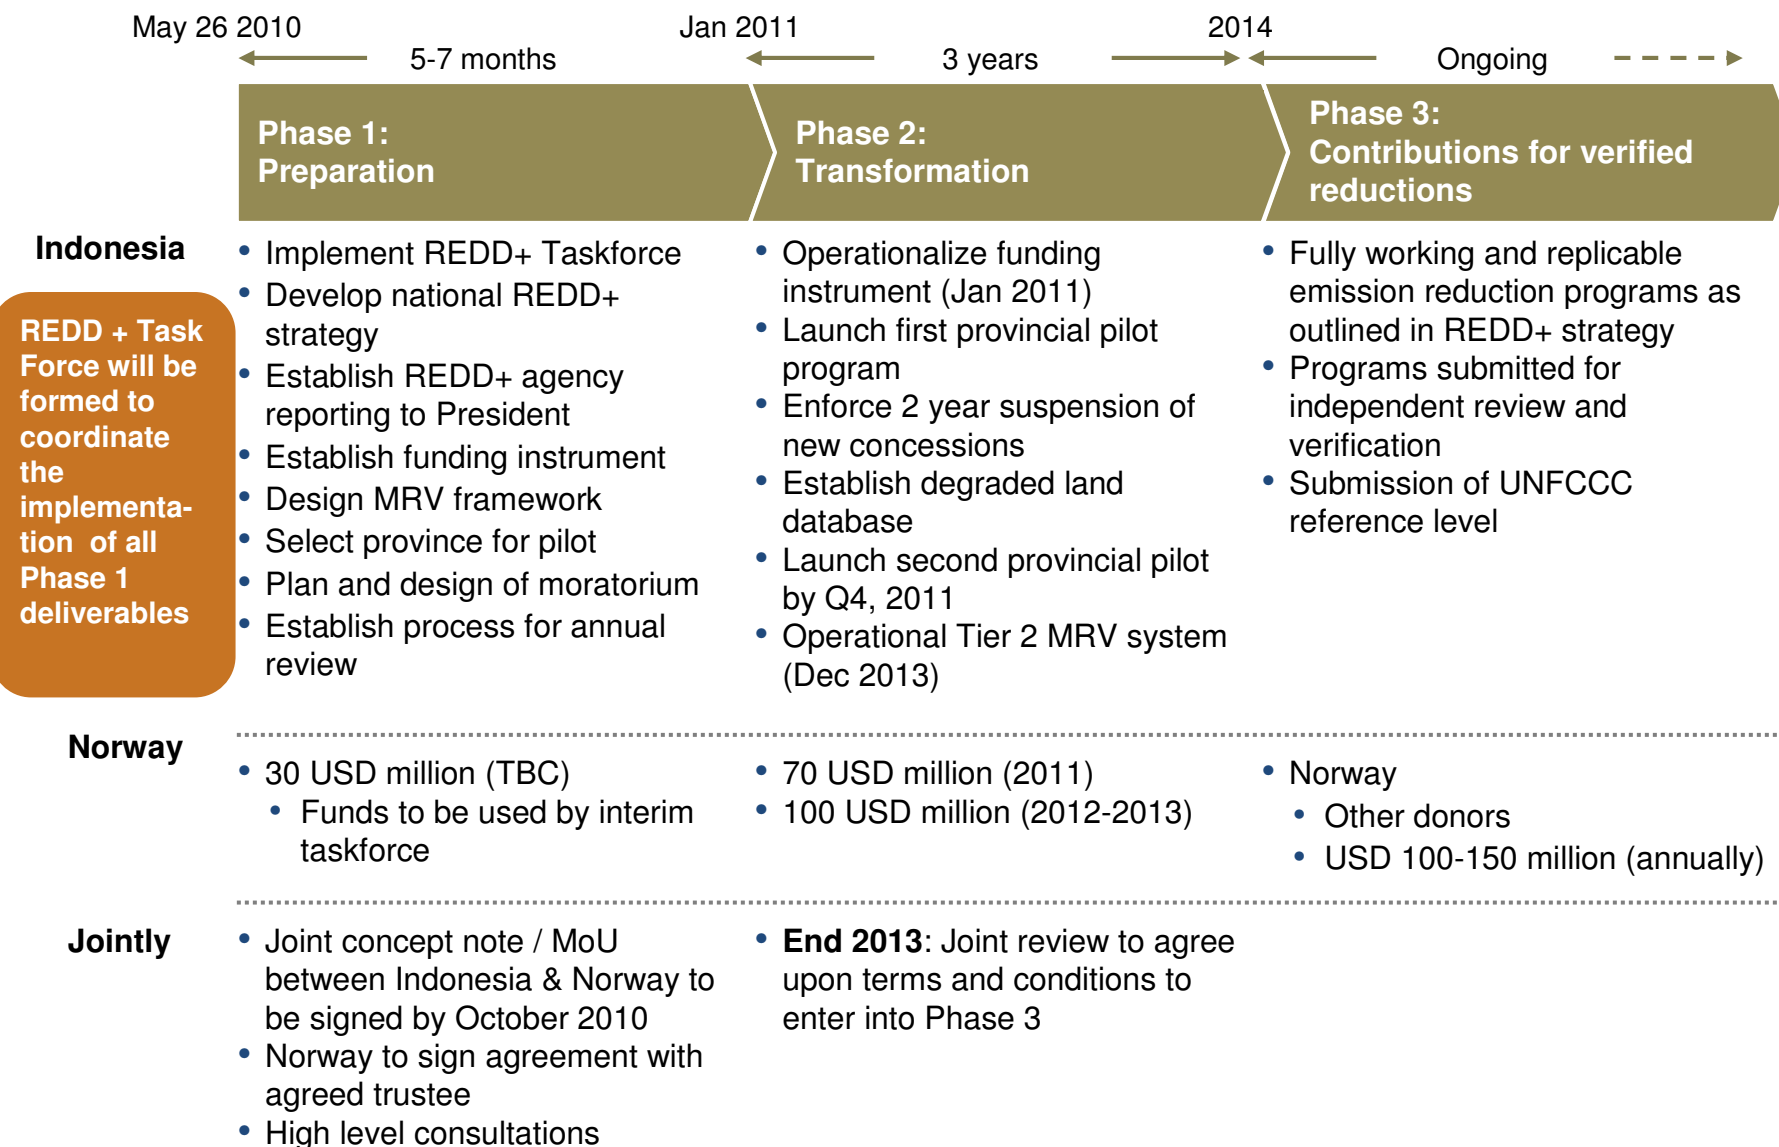 May 26 2010
Jan 2011
2014
5-7 months
3 years
Ongoing
Phase 1:
Preparation
Phase 2:
Transformation
Phase 3:
Contributions for verified
reductions
Indonesia
REDD + Task
Force will be
formed to
coordinate
the
implementa-
tion of all
Phase 1
deliverables
• Implement REDD+ Taskforce
• Develop national REDD+
strategy
• Establish REDD+ agency
reporting to President
• Establish funding instrument
• Design MRV framework
• Select province for pilot
• Plan and design of moratorium
• Establish process for annual
review
• Operationalize funding
instrument (Jan 2011)
• Launch first provincial pilot
program
• Enforce 2 year suspension of
new concessions
• Establish degraded land
database
• Launch second provincial pilot
by Q4, 2011
• Operational Tier 2 MRV system
(Dec 2013)
• Fully working and replicable
emission reduction programs as
outlined in REDD+ strategy
• Programs submitted for
independent review and
verification
• Submission of UNFCCC
reference level
Norway
• 30 USD million (TBC)
• Funds to be used by interim
taskforce
• 70 USD million (2011)
• 100 USD million (2012-2013)
• Norway
• Other donors
• USD 100-150 million (annually)
Jointly
• Joint concept note / MoU
between Indonesia & Norway to
be signed by October 2010
• Norway to sign agreement with
agreed trustee
• High level consultations
• End 2013: Joint review to agree
upon terms and conditions to
enter into Phase 3